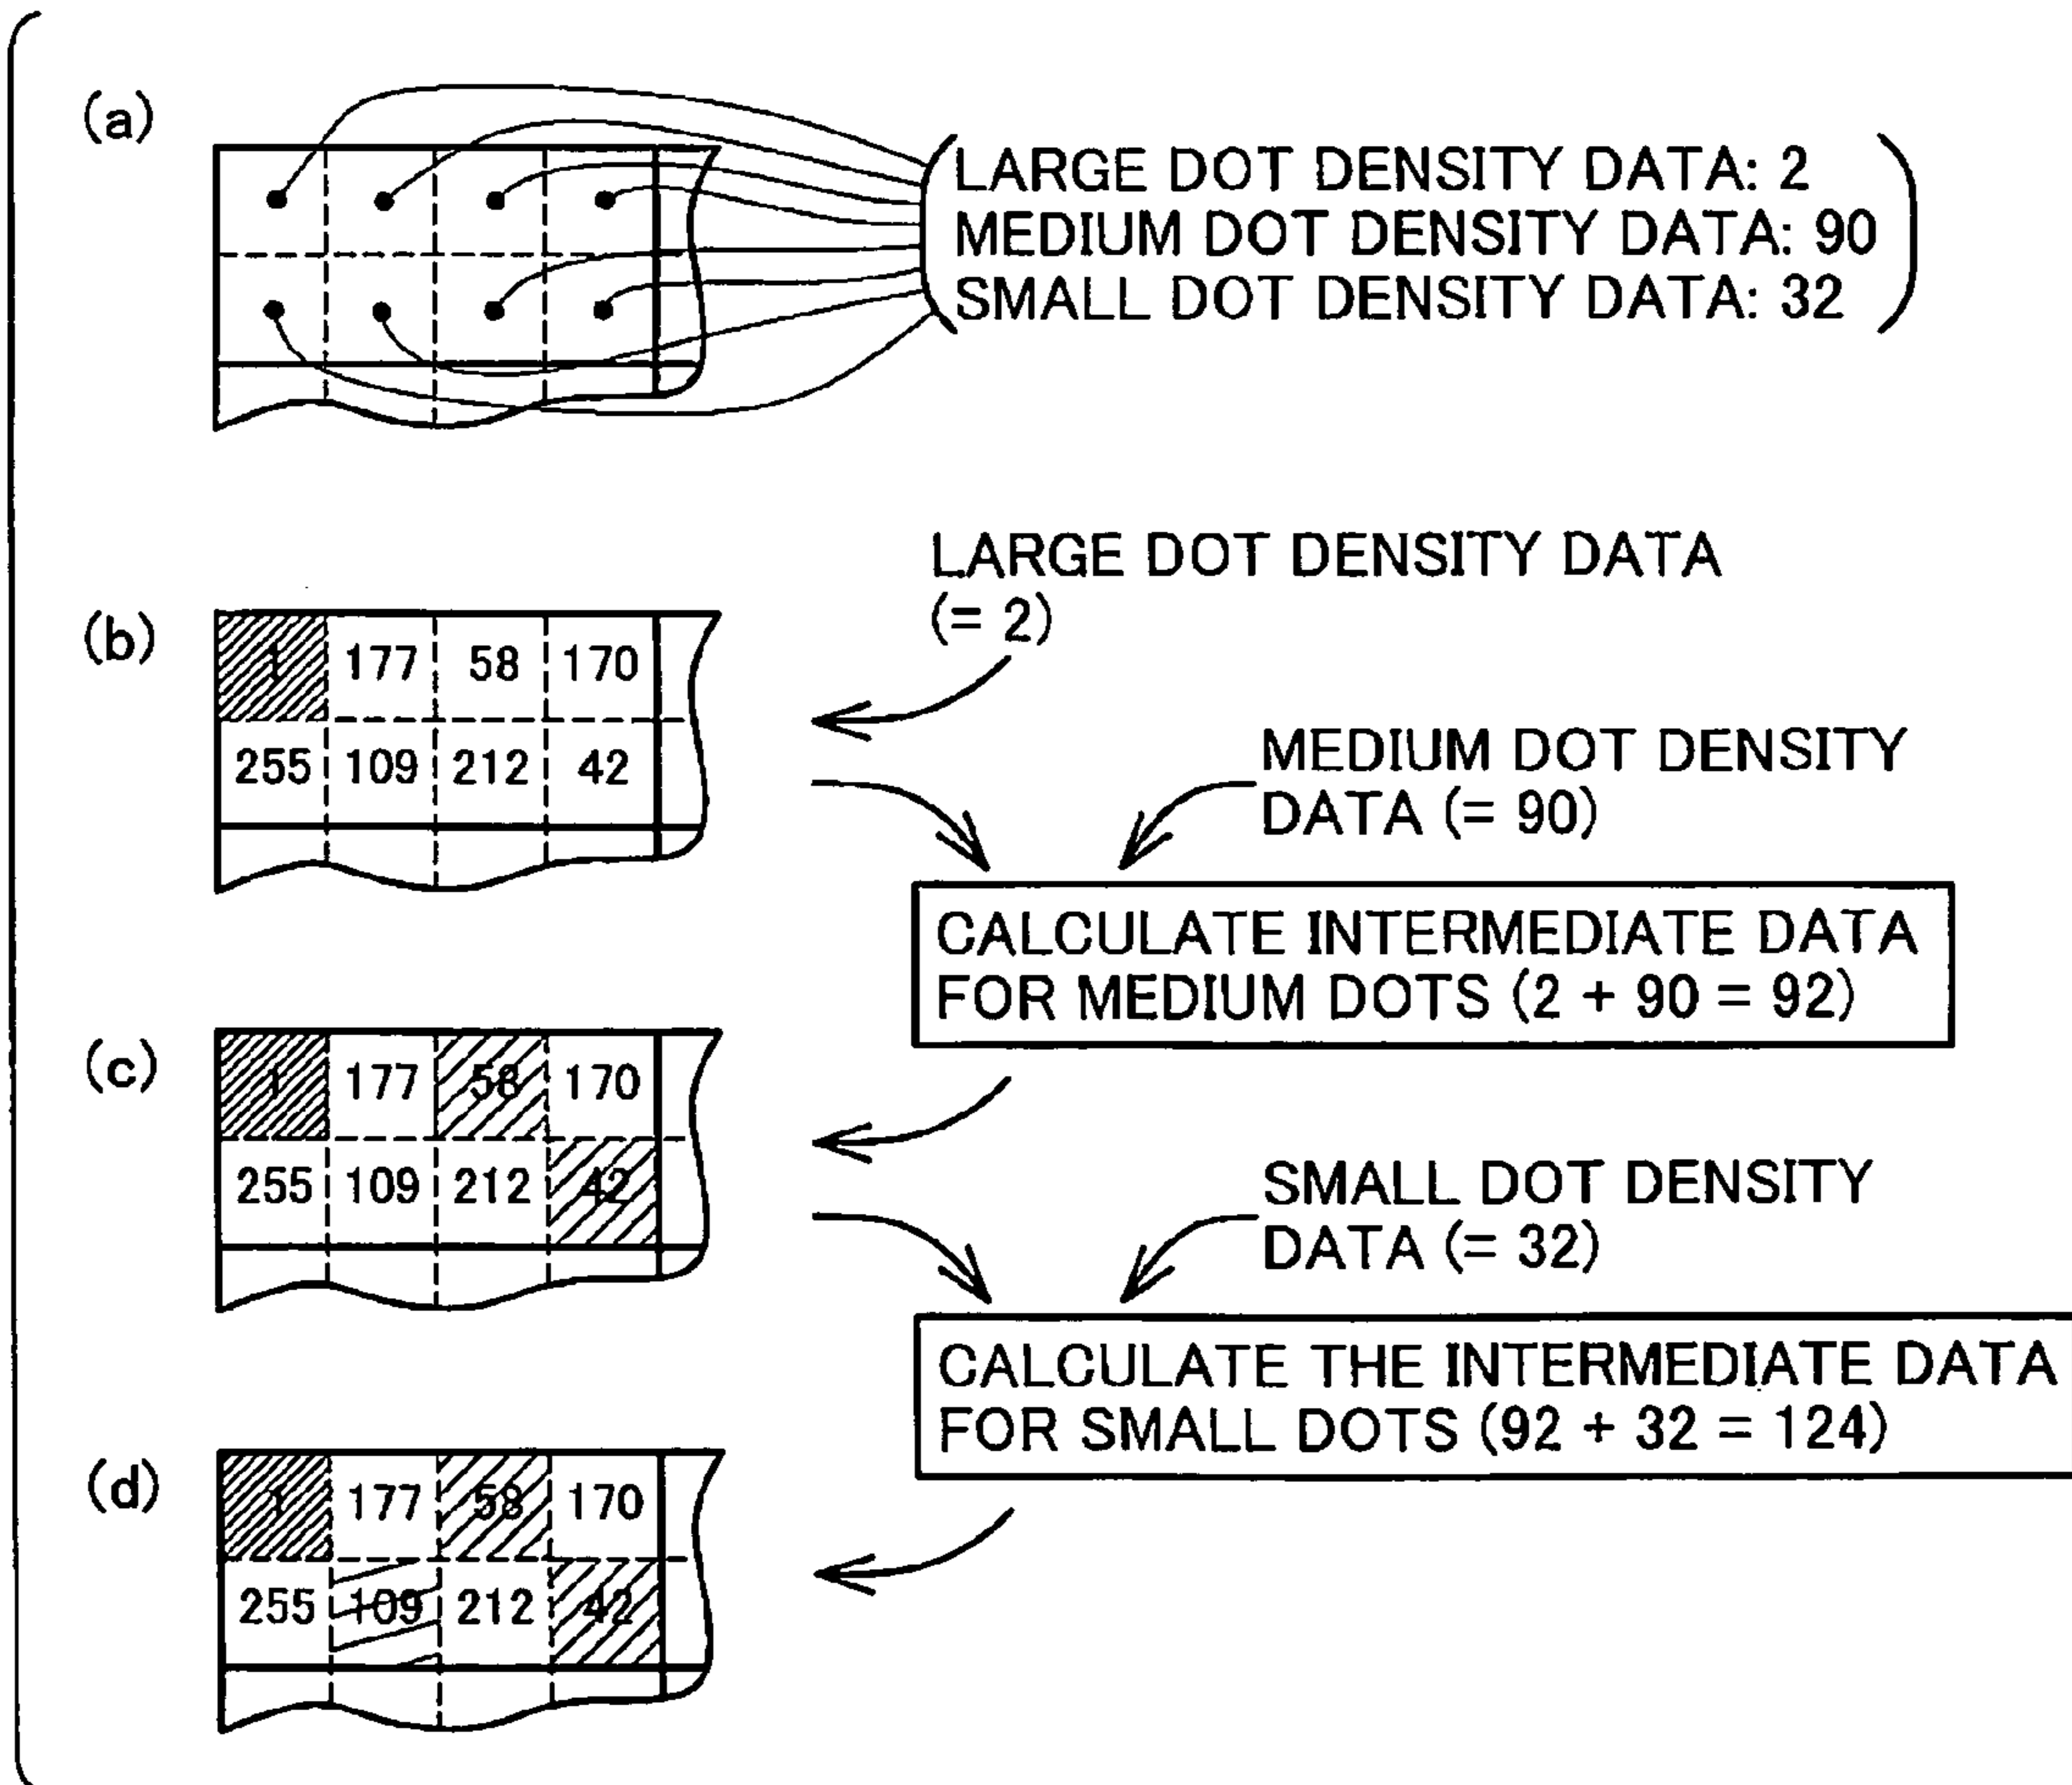 (a)
LARGE DOT DENSITY DATA: 2
MEDIUM DOT DENSITY DATA: 90
SMALL DOT DENSITY DATA: 32
LARGE DOT DENSITY DATA
(= 2)
(b)
1 177 58 170
255 109 212 42
MEDIUM DOT DENSITY
DATA (= 90)
CALCULATE INTERMEDIATE DATA
FOR MEDIUM DOTS (2 + 90 = 92)
(c)
1 177 58 170
255 109 212 42
SMALL DOT DENSITY
DATA (= 32)
CALCULATE THE INTERMEDIATE DATA
FOR SMALL DOTS (92 + 32 = 124)
(d)
1 177 58 170
255 109 212 42